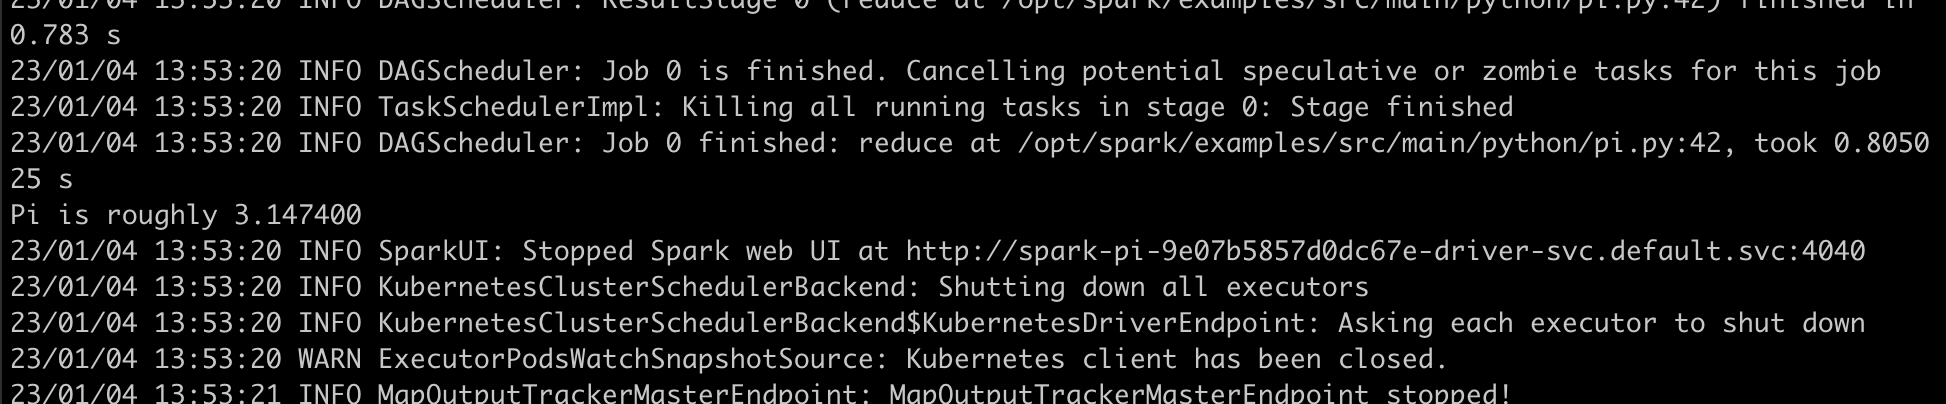 23/01/04 13:53:20 INFO DAGScheduler: ResultStage 0 (reduce at /opt/spark/examples/src/main/python/pi.py:42) finished in
0.783 s
23/01/04 13:53:20 INFO DAGScheduler: Job 0 is finished. Cancelling potential speculative or zombie tasks for this job
23/01/04 13:53:20 INFO TaskSchedulerImpl: Killing all running tasks in stage 0: Stage finished
23/01/04 13:53:20 INFO DAGScheduler: Job 0 finished: reduce at /opt/spark/examples/src/main/python/pi.py:42, took 0.8050
25 s
Pi is roughly 3.147400
23/01/04 13:53:20 INFO SparkUI: Stopped Spark web UI at http://spark-pi-9e07b5857d0dc67e-driver-svc.default.svc:4040
23/01/04 13:53:20 INFO KubernetesClusterSchedulerBackend: Shutting down all executors
23/01/04 13:53:20 INFO KubernetesClusterSchedulerBackend$KubernetesDriverEndpoint: Asking each executor to shut down
23/01/04 13:53:20 WARN ExecutorPodsWatchSnapshotSource: Kubernetes client has been closed.
23/01/04 13:53:21 INFO MapOutputTrackerMasterEndpoint: MapOutputTrackerMasterEndpoint stopped!